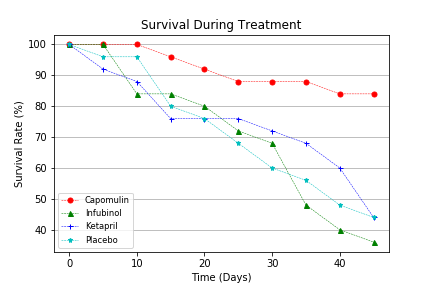 Survival During Treatment
Survival Rate (%)
100
90
80
70
60
50
40
Capomulin
Infubinol
Ketapril
Placebo
0
10
20
30
40
Time (Days)